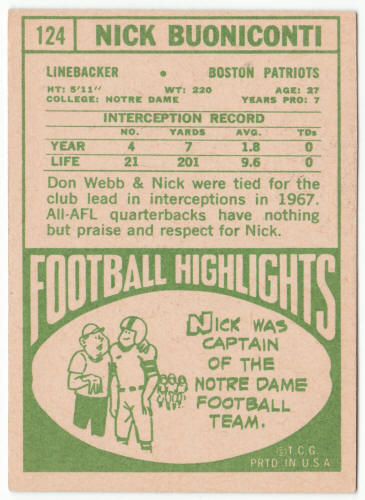 124 NICK BUONICONTI
LINEBACKER • BOSTON PATRIOTS
HT: 5'11" WT: 220 AGE: 27
COLLEGE: NOTRE DAME YEARS PRO: 7
INTERCEPTION RECORD
NO. YARDS AVG. TDs
YEAR 4 7 1.8 0
LIFE 21 201 9.6 0
Don Webb & Nick were tied for the
club lead in interceptions in 1967.
All-AFL quarterbacks have nothing
but praise and respect for Nick.
FOOTBALL HIGHLIGHTS
NICK WAS
CAPTAIN
OF THE
NOTRE DAME
FOOTBALL
TEAM.
© T.C.G.
PRTD IN U.S.A.